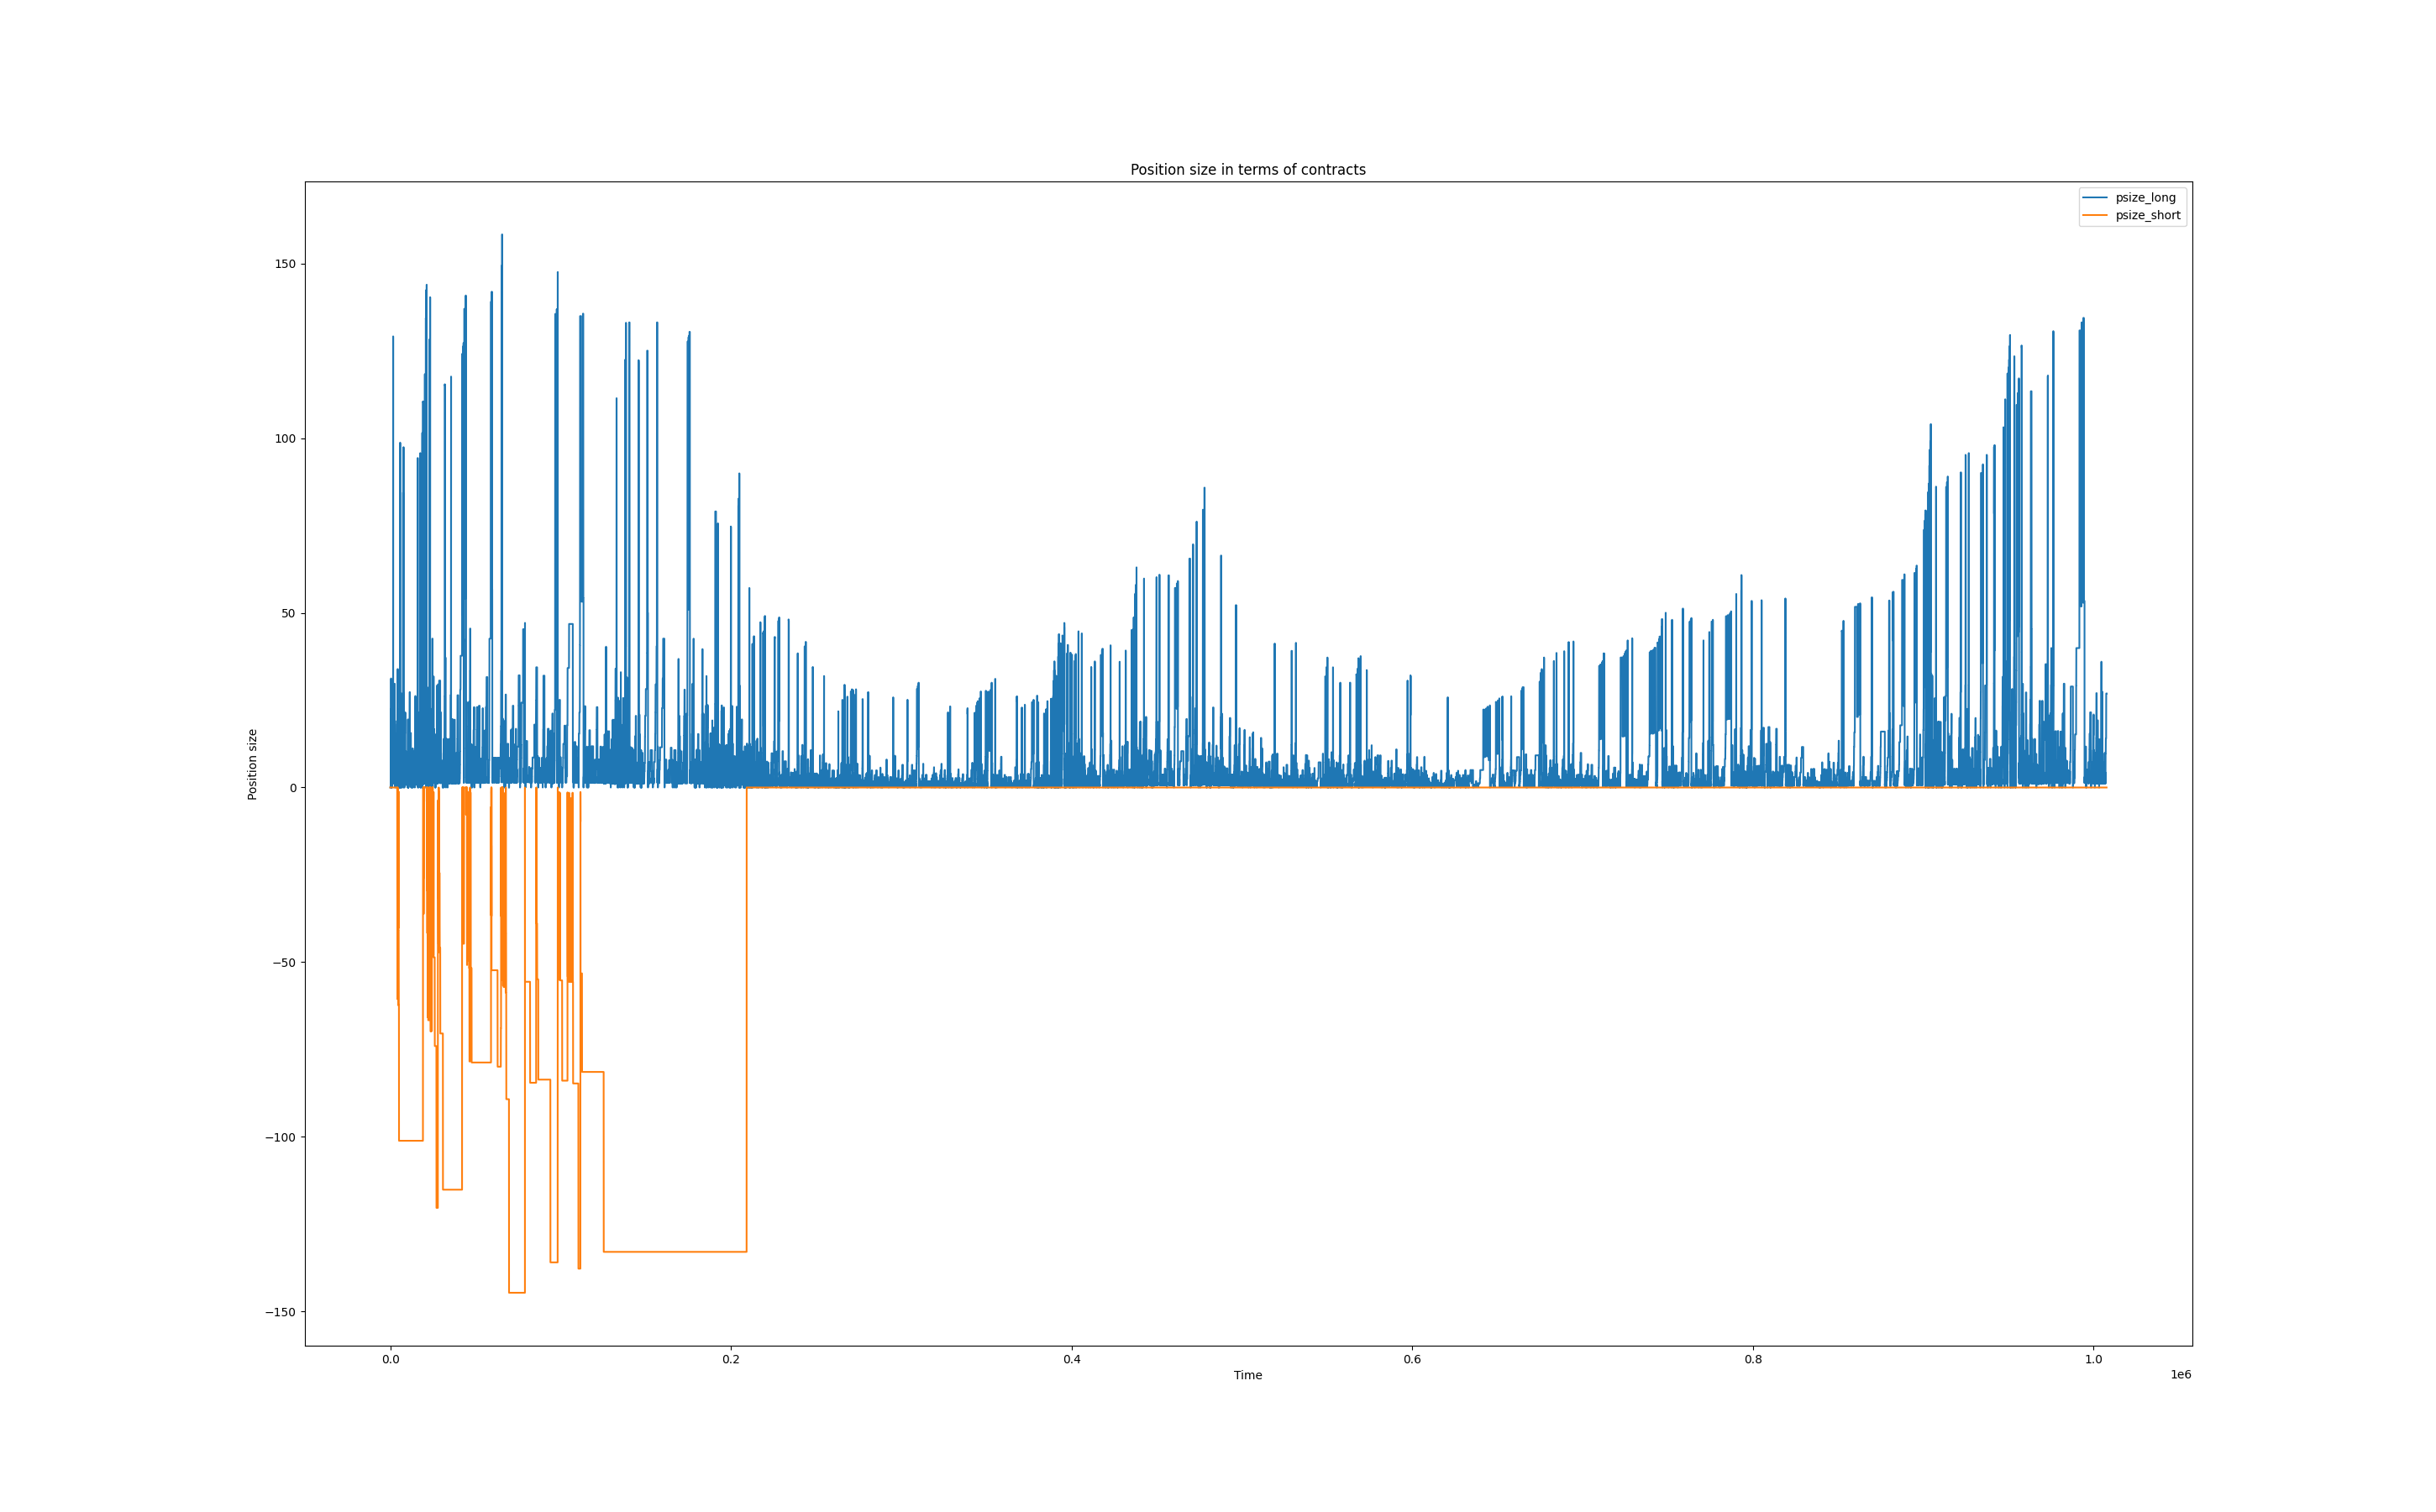 Position size in terms of contracts
psize_long
psize_short
150
100
50
0
−50
−100
−150
Position size
0.0
0.2
0.4
0.6
0.8
1.0
1e6
Time